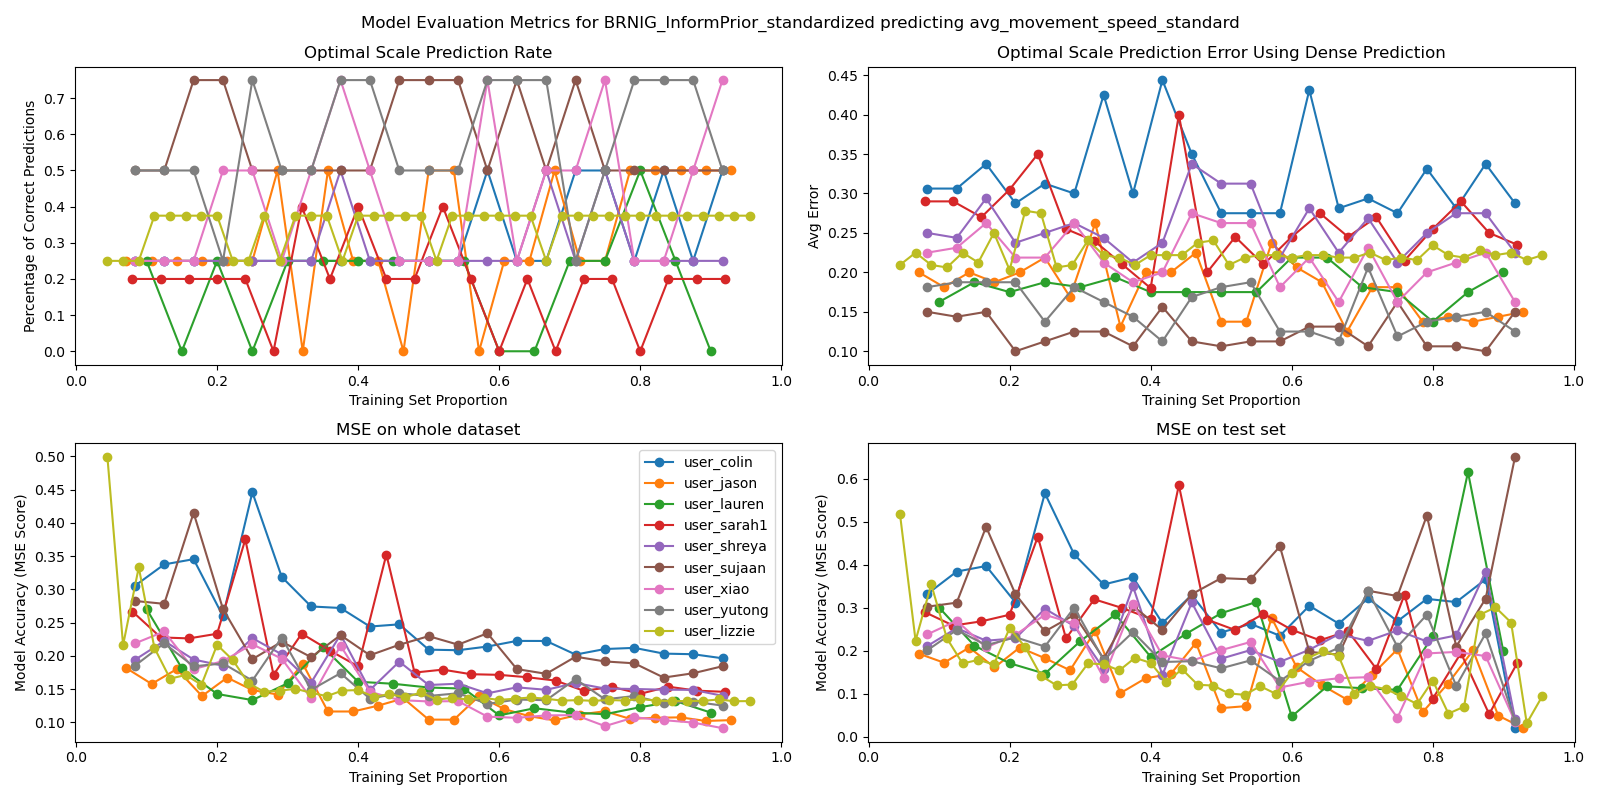 Model Evaluation Metrics for BRNIG_InformPrior_standardized predicting avg_movement_speed_standard
Optimal Scale Prediction Rate
Percentage of Correct Predictions
0.7
0.6
0.5
0.4
0.3
0.2
0.1
0.0
0.0 0.2 0.4 0.6 0.8 1.0
Training Set Proportion
Optimal Scale Prediction Error Using Dense Prediction
Avg Error
0.45
0.40
0.35
0.30
0.25
0.20
0.15
0.10
0.0 0.2 0.4 0.6 0.8 1.0
Training Set Proportion
MSE on whole dataset
Model Accuracy (MSE Score)
0.50
0.45
0.40
0.35
0.30
0.25
0.20
0.15
0.10
user_colin
user_jason
user_lauren
user_sarah1
user_shreya
user_sujaan
user_xiao
user_yutong
user_lizzie
0.0 0.2 0.4 0.6 0.8 1.0
Training Set Proportion
MSE on test set
Model Accuracy (MSE Score)
0.6
0.5
0.4
0.3
0.2
0.1
0.0
0.0 0.2 0.4 0.6 0.8 1.0
Training Set Proportion